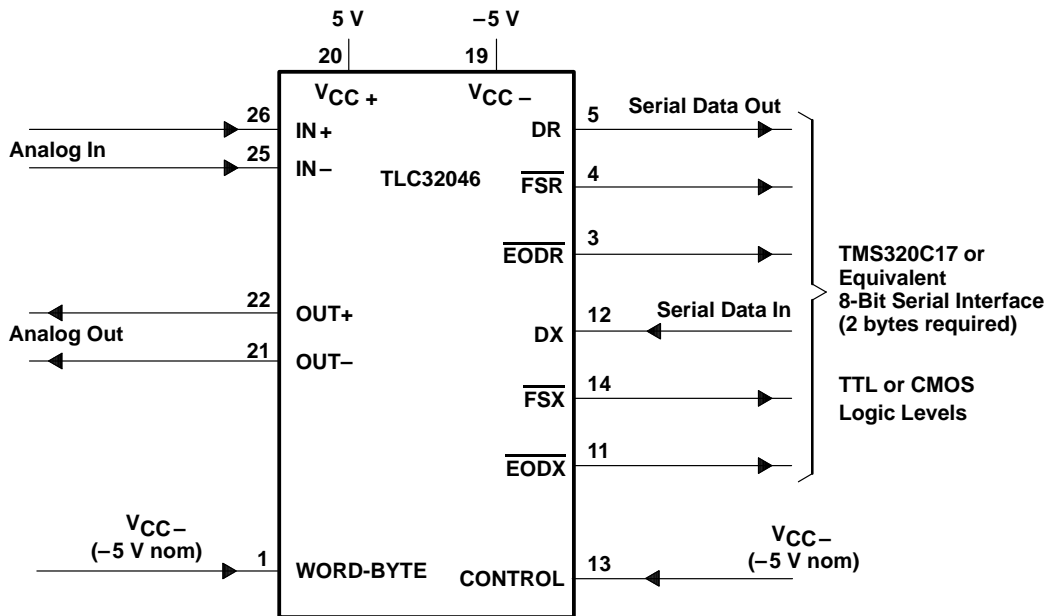 5 V
–5 V
20
19
VCC +
VCC –
26
IN+
Analog In
25
IN–
TLC32046
DR
5
Serial Data Out
FSR
4
EODR
3
22
OUT+
Analog Out
21
OUT–
DX
12
Serial Data In
FSX
14
EODX
11
TMS320C17 or
Equivalent
8-Bit Serial Interface
(2 bytes required)
TTL or CMOS
Logic Levels
VCC–
(–5 V nom)
1
WORD-BYTE
CONTROL
13
VCC–
(–5 V nom)